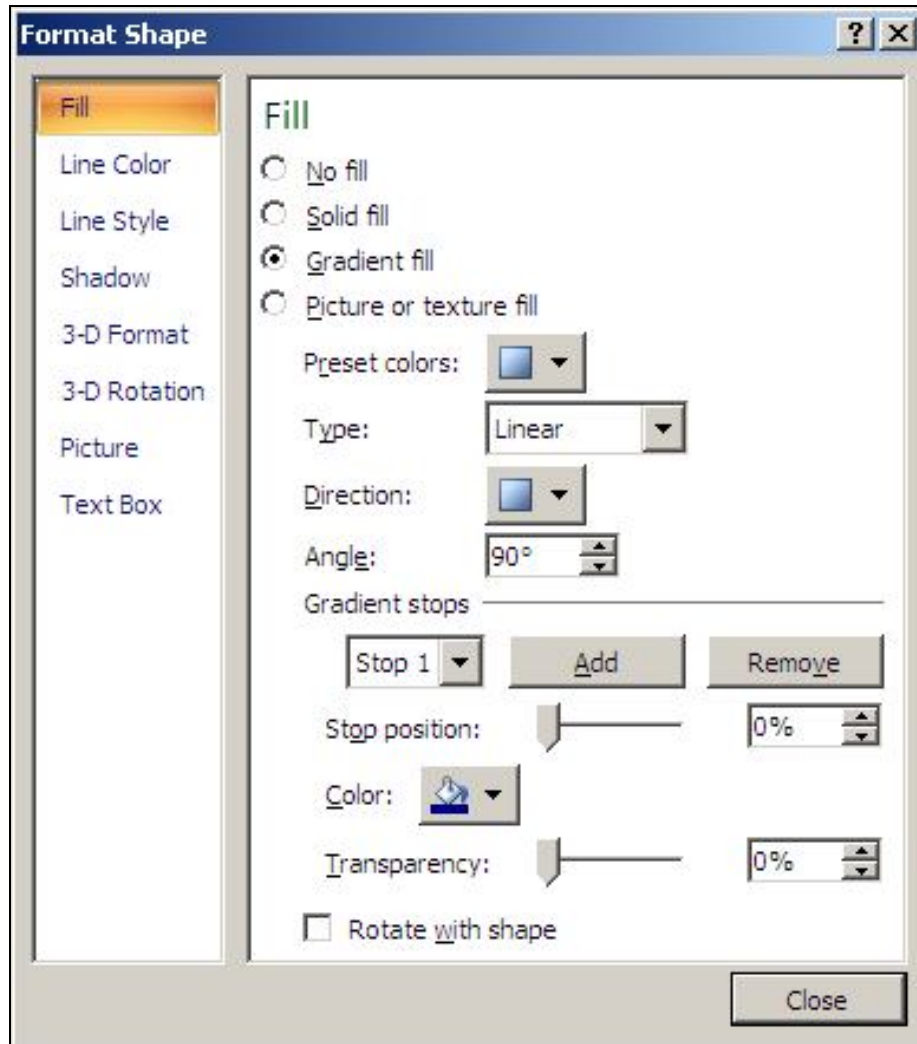 Format Shape
Fill
Line Color
Line Style
Shadow
3-D Format
3-D Rotation
Picture
Text Box
Fill
No fill
Solid fill
Gradient fill
Picture or texture fill
Preset colors:
Type: Linear
Direction:
Angle: 90°
Gradient stops
Stop 1 Add Remove
Stop position: 0%
Color:
Transparency: 0%
Rotate with shape
Close